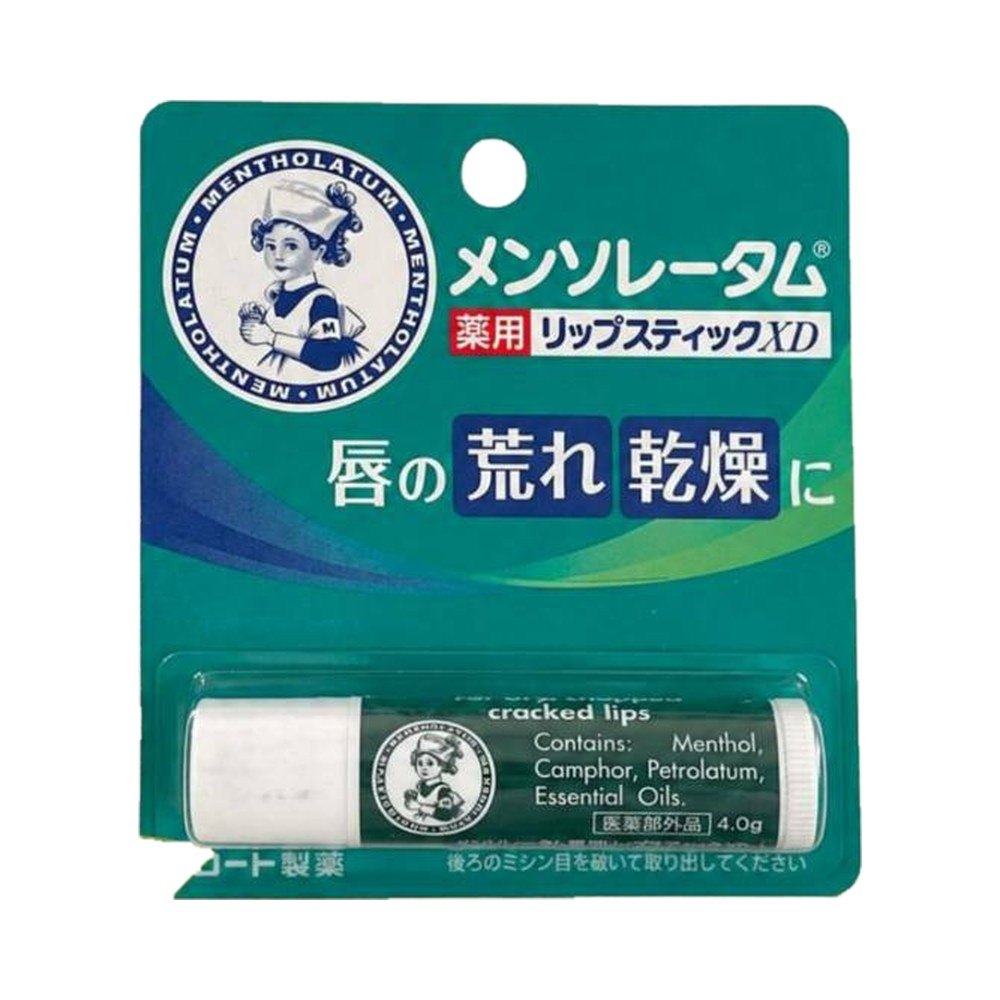 MENTHOLATUM • MENTHOLATUM • MENTHOLATUM • MENTHOLATUM •
メンソレータム®
薬用 リップスティックXD
唇の 荒れ 乾燥 に
cracked lips
Contains: Menthol,
Camphor, Petrolatum,
Essential Oils.
医薬部外品 4.0g
後ろのミシン目を破いて取り出してください
ロート製薬